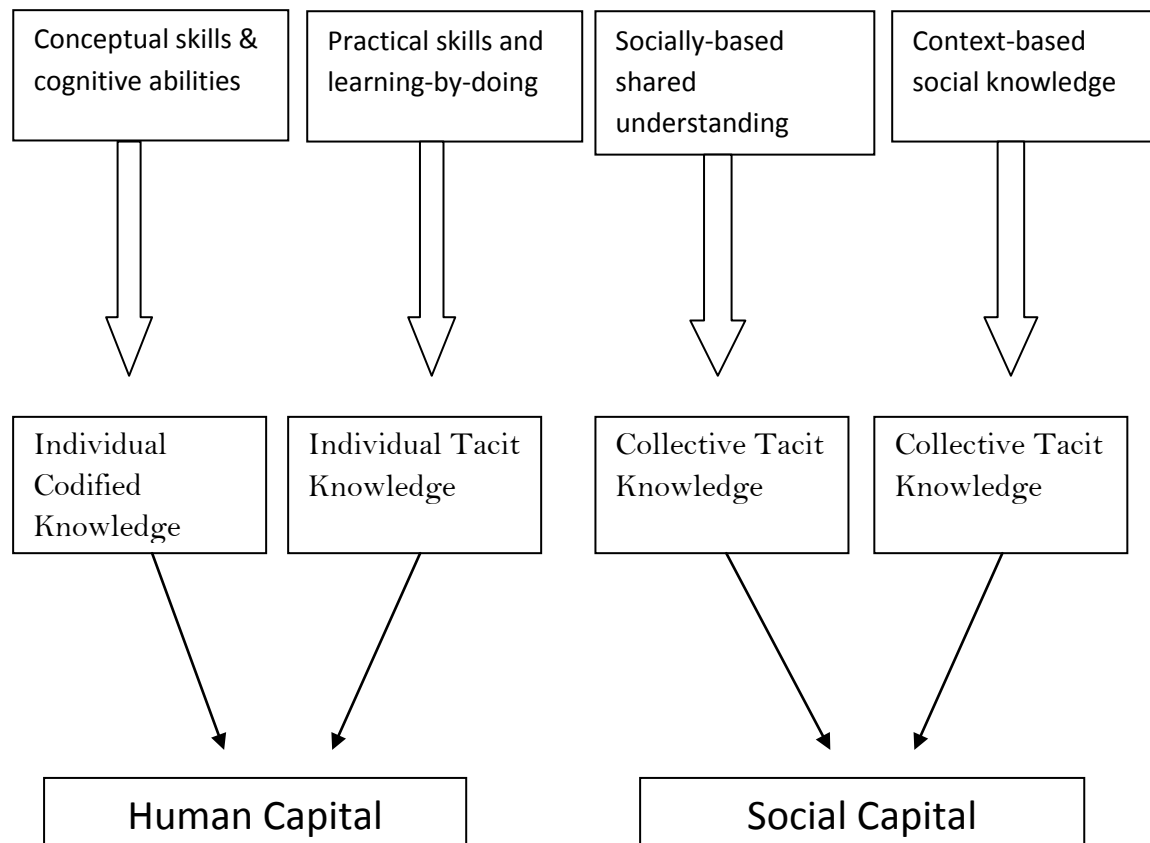 Conceptual skills &
cognitive abilities
Practical skills and
learning-by-doing
Socially-based
shared
understanding
Context-based
social knowledge
Individual
Codified
Knowledge
Individual Tacit
Knowledge
Collective Tacit
Knowledge
Collective Tacit
Knowledge
Human Capital
Social Capital